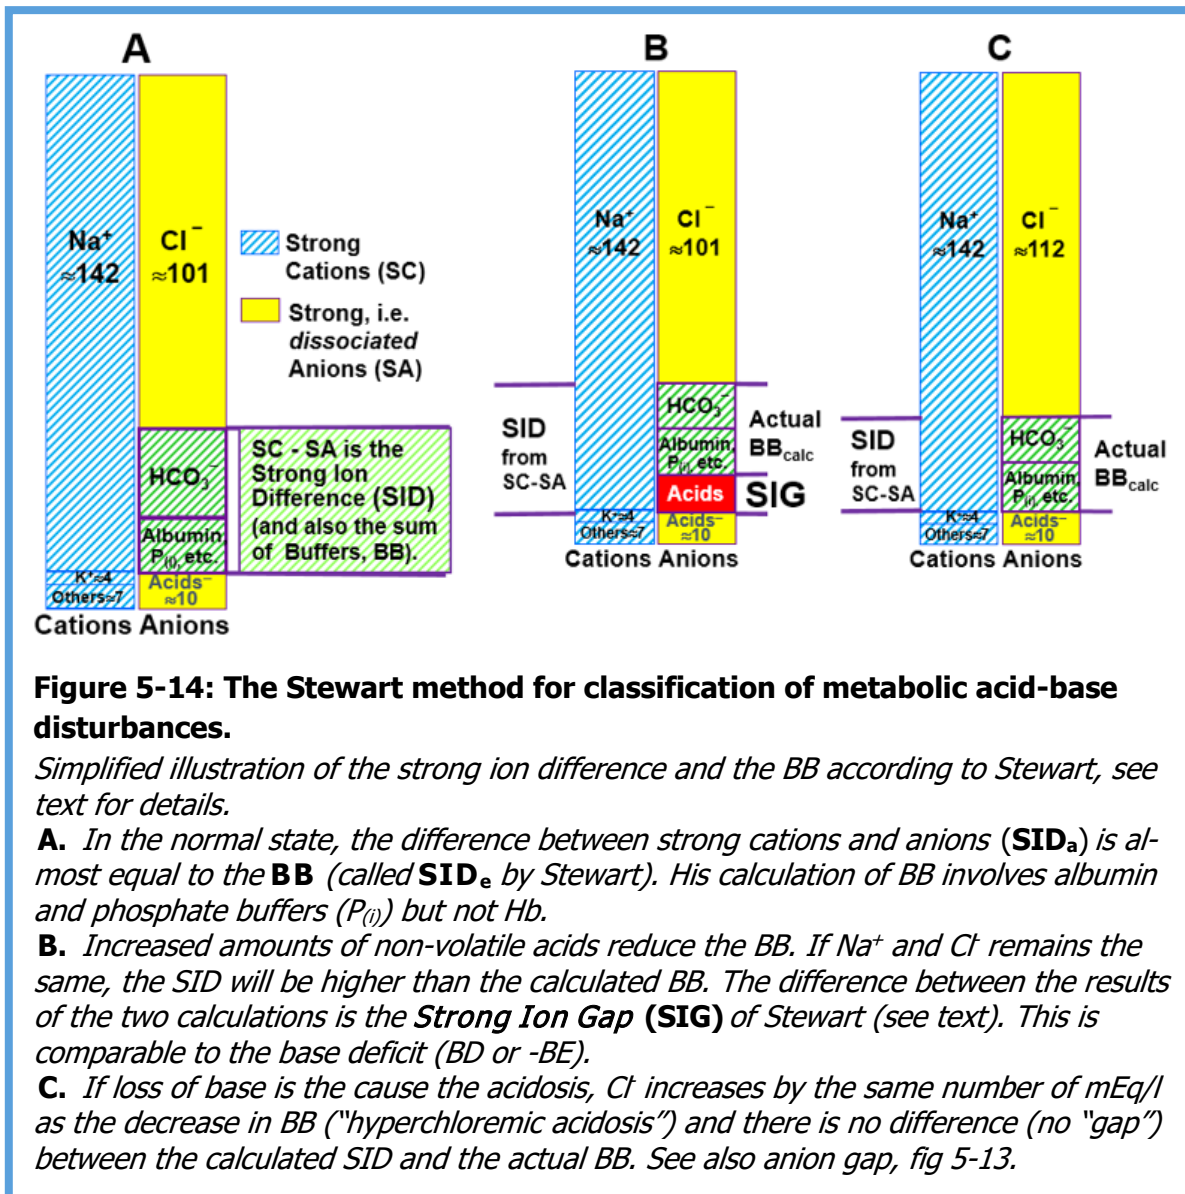 A
B
C
Na⁺
≈142
Cl⁻
≈101
HCO₃⁻
Albumin,
P₍ᵢ₎, etc.
K⁺≈4
Others≈7
Acids⁻
≈10
Cations Anions
Strong
Cations (SC)
Strong, i.e.
dissociated
Anions (SA)
SC - SA is the
Strong Ion
Difference (SID)
(and also the sum
of Buffers, BB).
Na⁺
≈142
Cl⁻
≈101
SID
from
SC-SA
HCO₃⁻
Albumin,
P₍ᵢ₎, etc.
Acids
Actual
BBcalc
SIG
K⁺≈4
Others≈7
Acids⁻
≈10
Cations Anions
Na⁺
≈142
Cl⁻
≈112
SID
from
SC-SA
HCO₃⁻
Albumin,
P₍ᵢ₎, etc.
Actual
BBcalc
K⁺≈4
Others≈7
Acids⁻
≈10
Cations Anions
Figure 5-14: The Stewart method for classification of metabolic acid-base
disturbances.
Simplified illustration of the strong ion difference and the BB according to Stewart, see
text for details.
A. In the normal state, the difference between strong cations and anions (SIDa) is al-
most equal to the BB (called SIDe by Stewart). His calculation of BB involves albumin
and phosphate buffers (P(i)) but not Hb.
B. Increased amounts of non-volatile acids reduce the BB. If Na⁺ and Cl⁻ remains the
same, the SID will be higher than the calculated BB. The difference between the results
of the two calculations is the Strong Ion Gap (SIG) of Stewart (see text). This is
comparable to the base deficit (BD or -BE).
C. If loss of base is the cause the acidosis, Cl⁻ increases by the same number of mEq/l
as the decrease in BB (“hyperchloremic acidosis”) and there is no difference (no “gap”)
between the calculated SID and the actual BB. See also anion gap, fig 5-13.